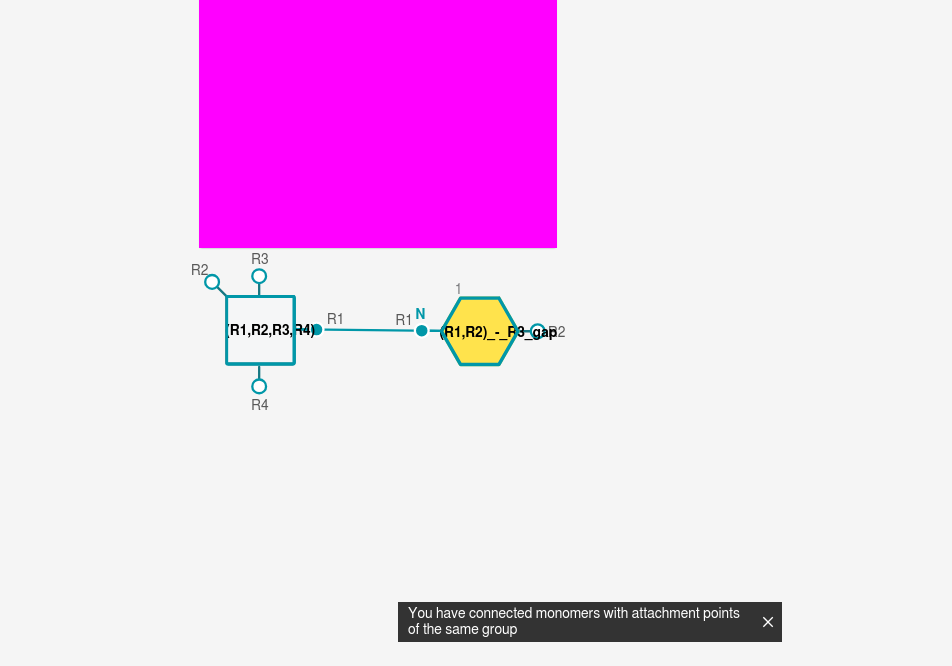 R3
R2
1
N
R1
R1
(R1,R2,R3,R4)
(R1,R2)_-_R3_gap
R2
R4
You have connected monomers with attachment points
of the same group